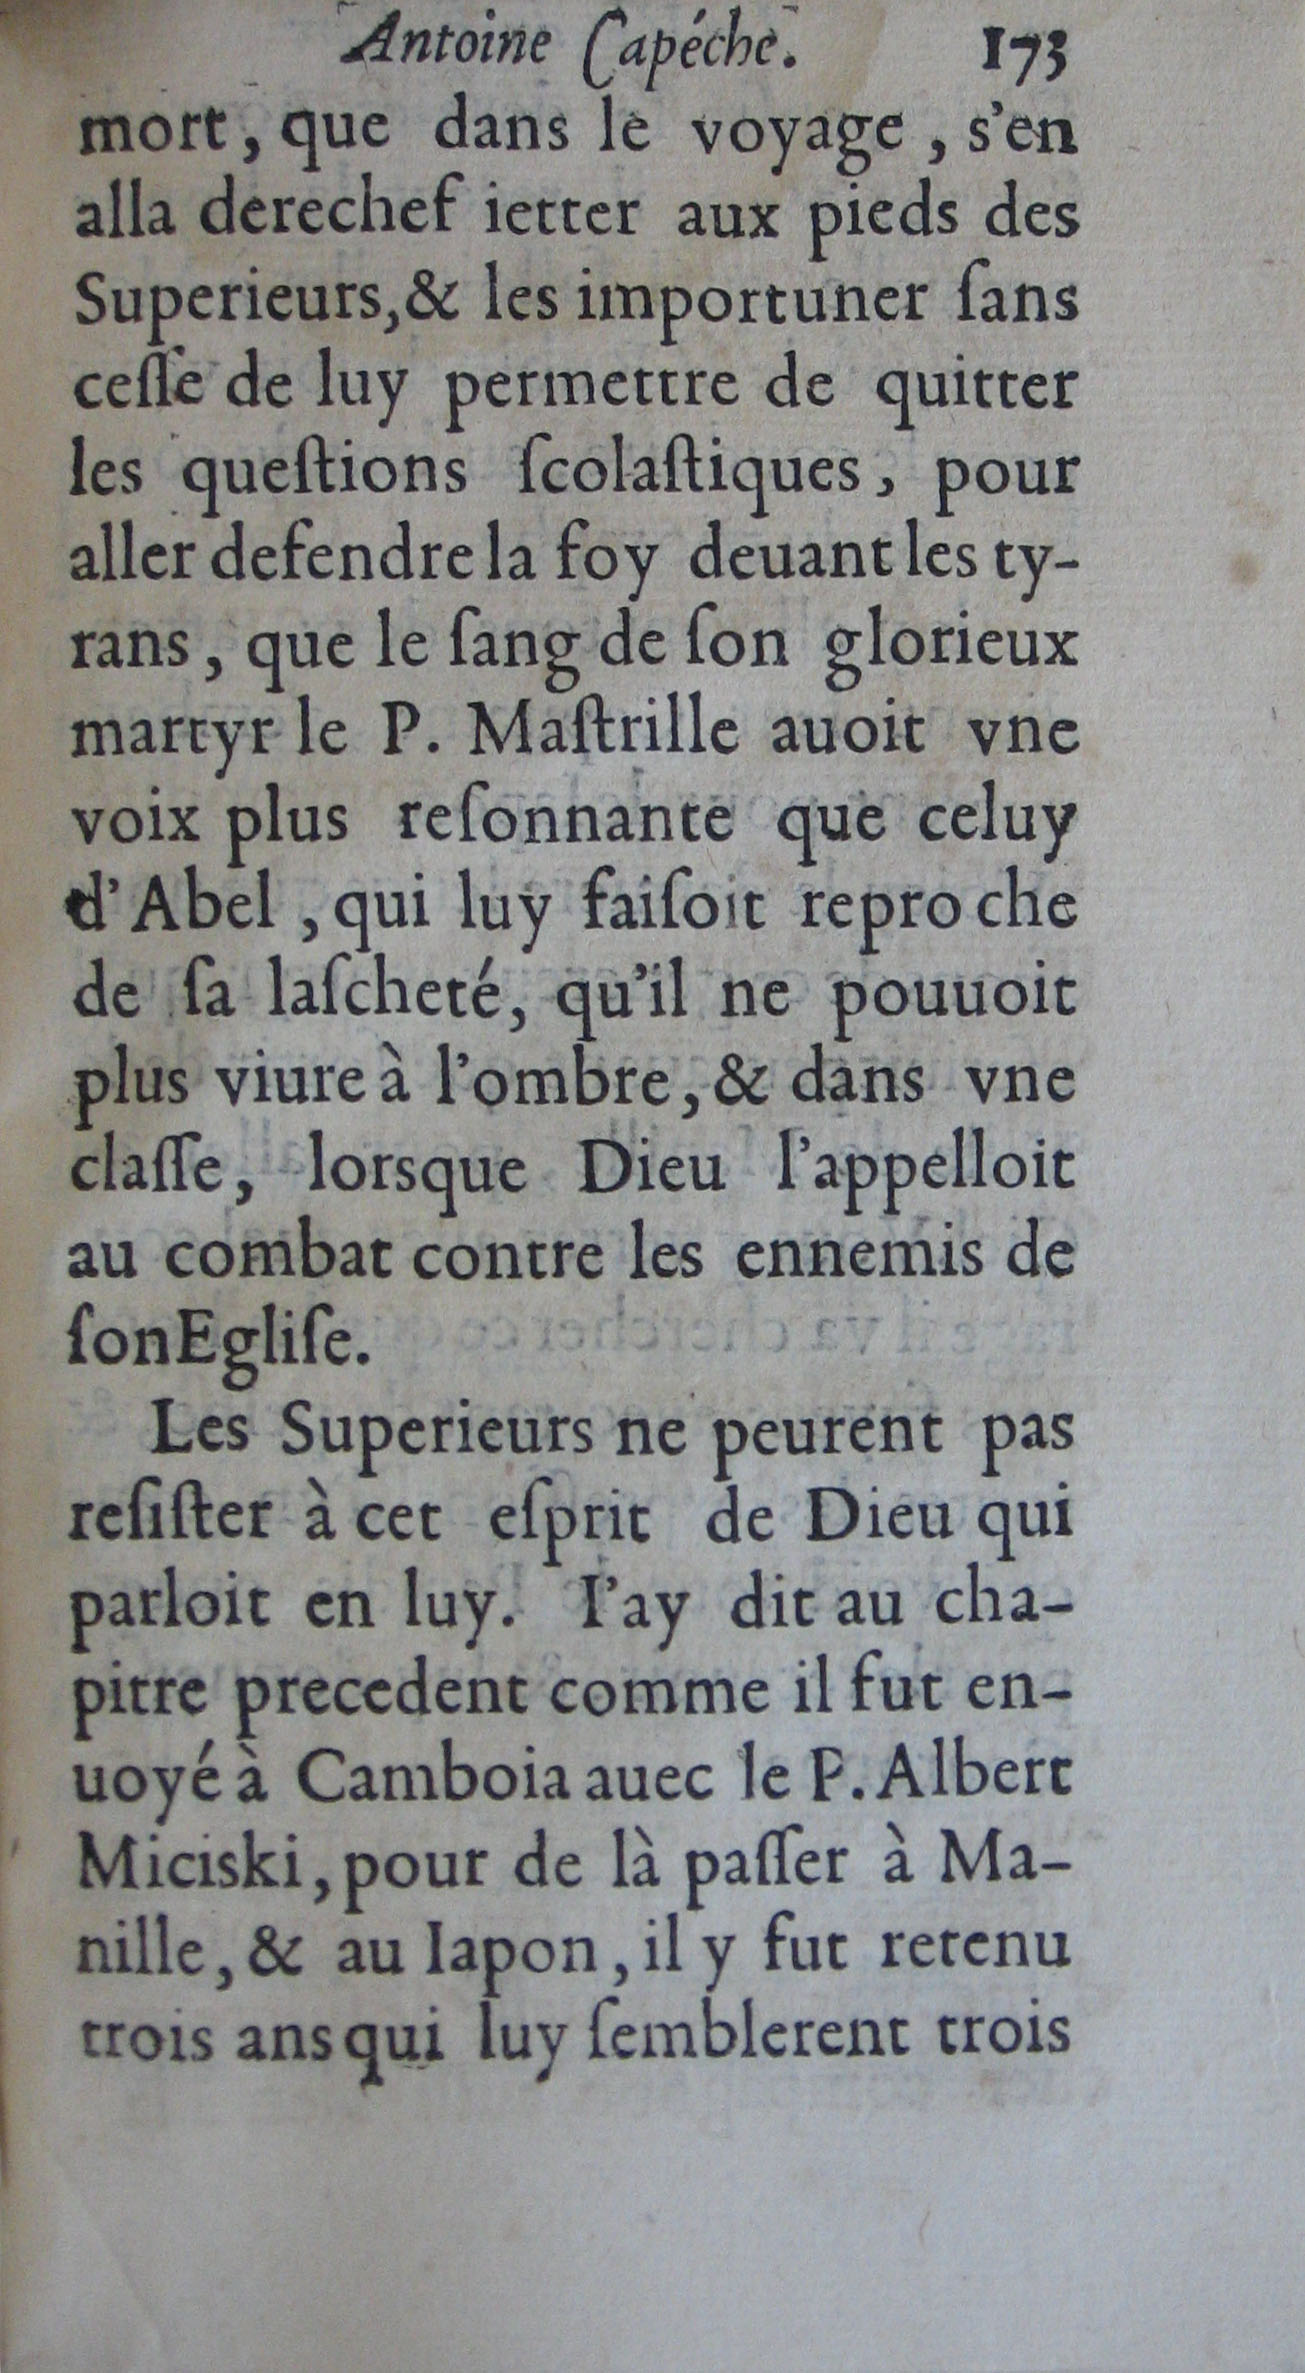 Antoine Capéche. 173
mort, que dans le voyage, s'en
alla derechef ietter aux pieds des
Superieurs, & les importuner ſans
ceſſe de luy permettre de quitter
les queſtions ſcolaſtiques, pour
aller defendre la foy deuant les ty-
rans, que le ſang de ſon glorieux
martyr le P. Maſtrille auoit vne
voix plus reſonnante que celuy
d'Abel, qui luy faiſoit reproche
de ſa laſcheté, qu'il ne pouuoit
plus viure à l'ombre, & dans vne
claſſe, lorsque Dieu l'appelloit
au combat contre les ennemis de
ſon Egliſe.
Les Superieurs ne peurent pas
reſiſter à cet eſprit de Dieu qui
parloit en luy. I'ay dit au cha-
pitre precedent comme il fut en-
uoyé à Camboia auec le P. Albert
Miciski, pour de là paſſer à Ma-
nille, & au Iapon, il y fut retenu
trois ans qui luy ſemblerent trois